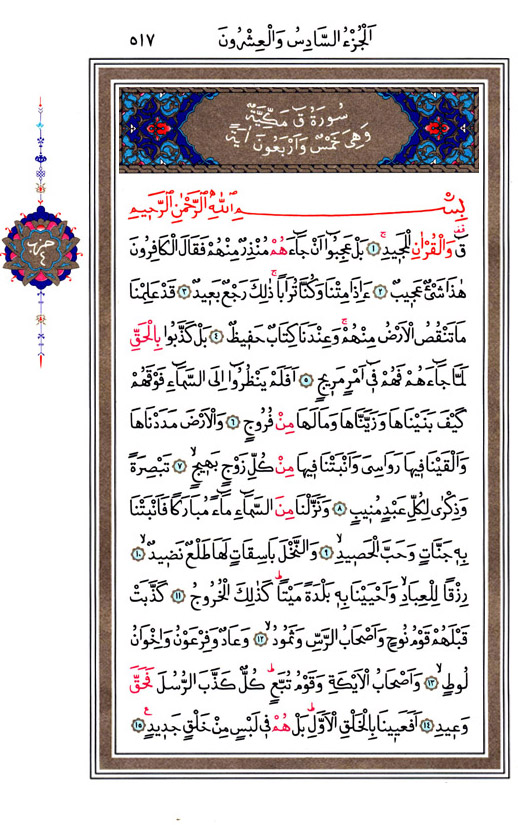 اَلْجُزْءُ السَّادِسُ وَالْعِشْرُونَ
٥١٧
سُورَةُ قٓ مَكِّيَّةٌ
وَهِىَ خَمْسٌ وَاَرْبَعُونَ اٰيَةً
حزب
٤
بِسْمِ اللّٰهِ الرَّحْمٰنِ الرَّحٖيمِ
قٓ وَالْقُرْاٰنِ الْمَجٖيدِۚ ١ بَلْ عَجِبُٓوا اَنْ جَٓاءَهُمْ مُنْذِرٌ مِنْهُمْ فَقَالَ الْكَافِرُونَ
هٰذَا شَیْءٌ عَجٖيبٌۚ ٢ ءَاِذَا مِتْنَا وَكُنَّا تُرَابًاۚ ذٰلِكَ رَجْعٌ بَعٖيدٌ ٣ قَدْ عَلِمْنَا
مَا تَنْقُصُ الْاَرْضُ مِنْهُمْۚ وَعِنْدَنَا كِتَابٌ حَفٖيظٌ ٤ بَلْ كَذَّبُوا بِالْحَقِّ
لَمَّا جَٓاءَهُمْ فَهُمْ فٖٓى اَمْرٍ مَرٖيجٍ ٥ اَفَلَمْ يَنْظُرُٓوا اِلَى السَّمَٓاءِ فَوْقَهُمْ
كَيْفَ بَنَيْنَاهَا وَزَيَّنَّاهَا وَمَالَهَا مِنْ فُرُوجٍ ٦ وَالْاَرْضَ مَدَدْنَاهَا
وَاَلْقَيْنَا فٖيهَا رَوَاسِىَ وَاَنْبَتْنَا فٖيهَا مِنْ كُلِّ زَوْجٍ بَهٖيجٍۙ ٧ تَبْصِرَةً
وَذِكْرٰى لِكُلِّ عَبْدٍ مُنٖيبٍ ٨ وَنَزَّلْنَا مِنَ السَّمَٓاءِ مَٓاءً مُبَارَكًا فَاَنْبَتْنَا
بِهٖ جَنَّاتٍ وَحَبَّ الْحَصٖيدِۙ ٩ وَالنَّخْلَ بَاسِقَاتٍ لَهَا طَلْعٌ نَضٖيدٌۙ ١٠
رِزْقًا لِلْعِبَادِۙ وَاَحْيَيْنَا بِهٖ بَلْدَةً مَيْتًاۜ كَذٰلِكَ الْخُرُوجُ ١١ كَذَّبَتْ
قَبْلَهُمْ قَوْمُ نُوحٍ وَاَصْحَابُ الرَّسِّ وَثَمُودُۙ ١٢ وَعَادٌ وَفِرْعَوْنُ وَاِخْوَانُ
لُوطٍۙ ١٣ وَاَصْحَابُ الْاَيْكَةِ وَقَوْمُ تُبَّعٍۜ كُلٌّ كَذَّبَ الرُّسُلَ فَحَقَّ
وَعٖيدِ ١٤ اَفَعَيٖينَا بِالْخَلْقِ الْاَوَّلِۜ بَلْ هُمْ فٖى لَبْسٍ مِنْ خَلْقٍ جَدٖيدٍ ١٥